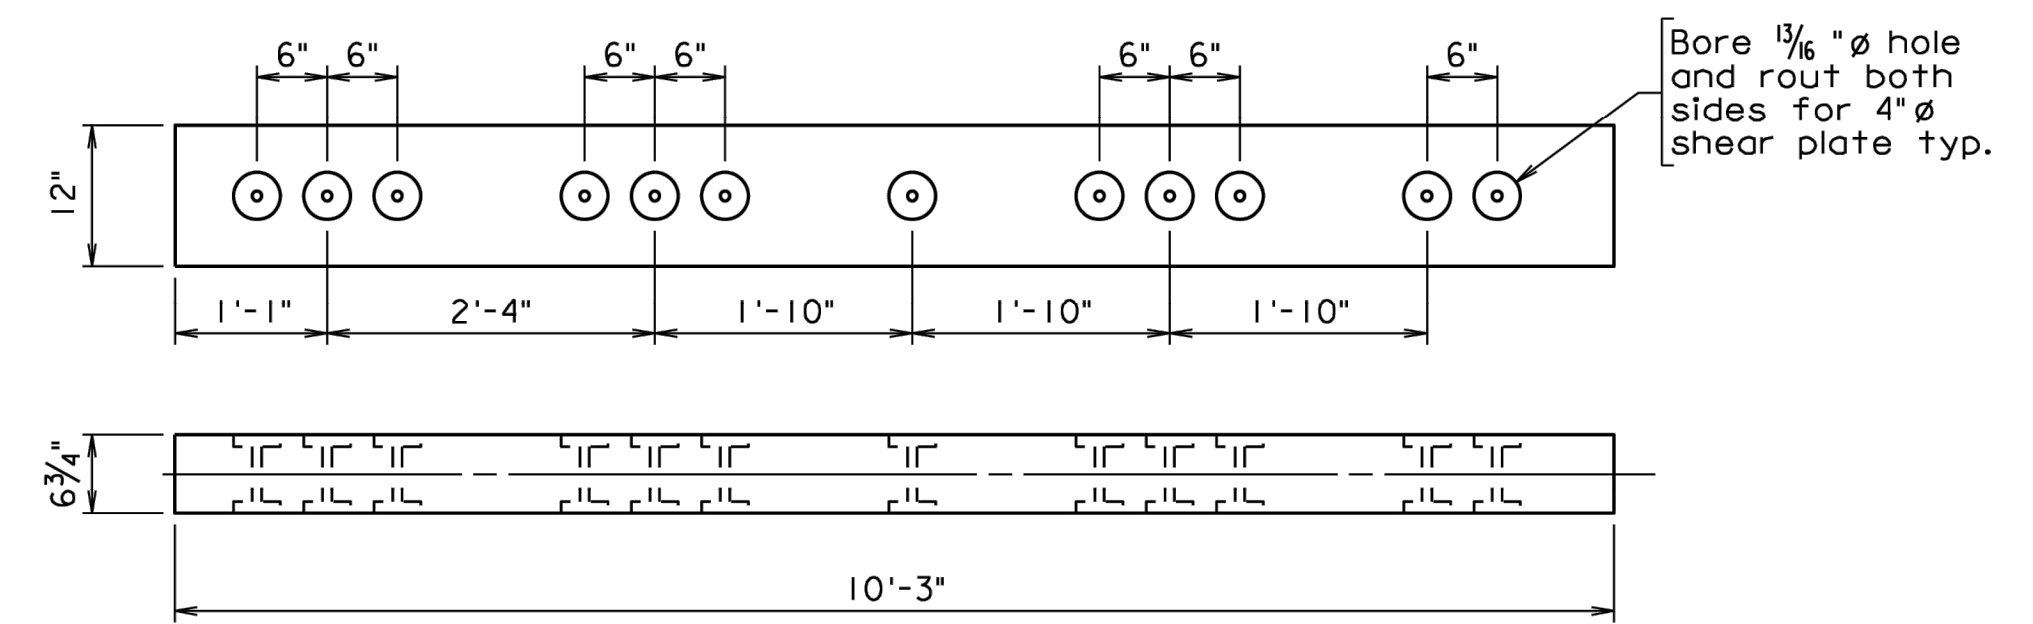 6" 6" 6" 6" 6" 6" 6"
Bore 13/16 "ø hole
and rout both
sides for 4"ø
shear plate typ.
12"
1'-1" 2'-4" 1'-10" 1'-10" 1'-10"
6 3/4"
10'-3"